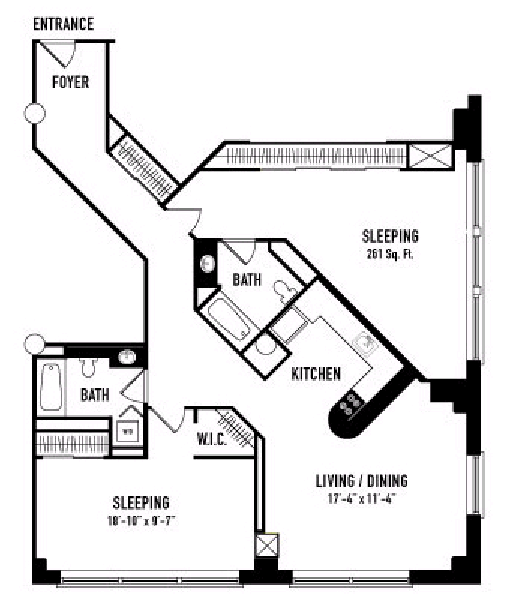 ENTRANCE
FOYER
SLEEPING
261 Sq. Ft.
BATH
KITCHEN
BATH
W.I.C.
LIVING / DINING
17'-4" x 11'-4"
SLEEPING
18'-10" x 9'-7"